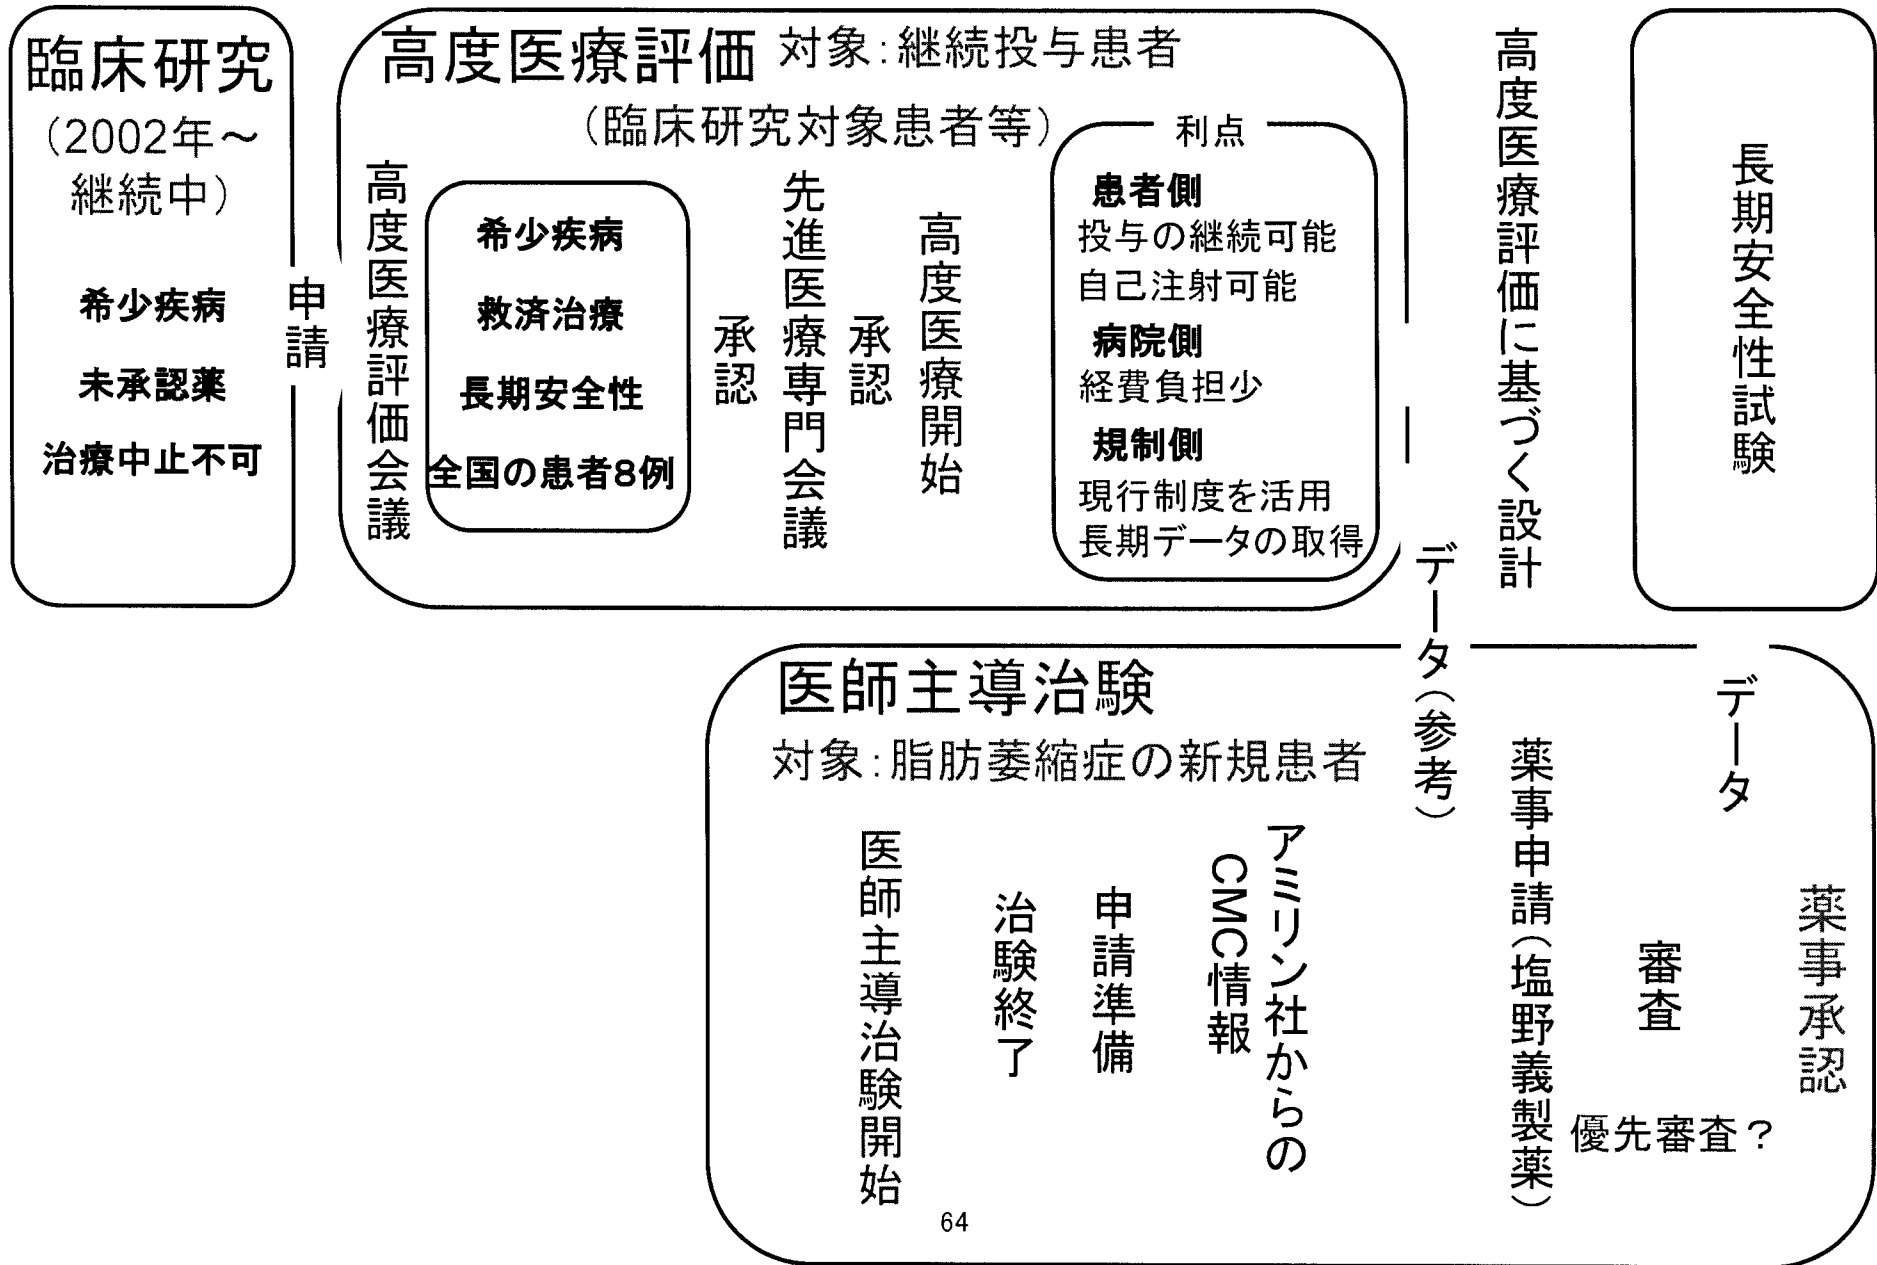 臨床研究
（2002年～
継続中）
希少疾病
未承認薬
治療中止不可
申請
高度医療評価 対象：継続投与患者
（臨床研究対象患者等）
高度医療評価会議
希少疾病
救済治療
長期安全性
全国の患者8例
承認
先進医療専門会議
承認
高度医療開始
利点
患者側
投与の継続可能
自己注射可能
病院側
経費負担少
規制側
現行制度を活用
長期データの取得
データ（参考）
高度医療評価に基づく設計
長期安全性試験
医師主導治験
対象：脂肪萎縮症の新規患者
医師主導治験開始
治験終了
申請準備
アミリン社からの
CMC情報
薬事申請（塩野義製薬）
データ
審査
優先審査？
薬事承認
64